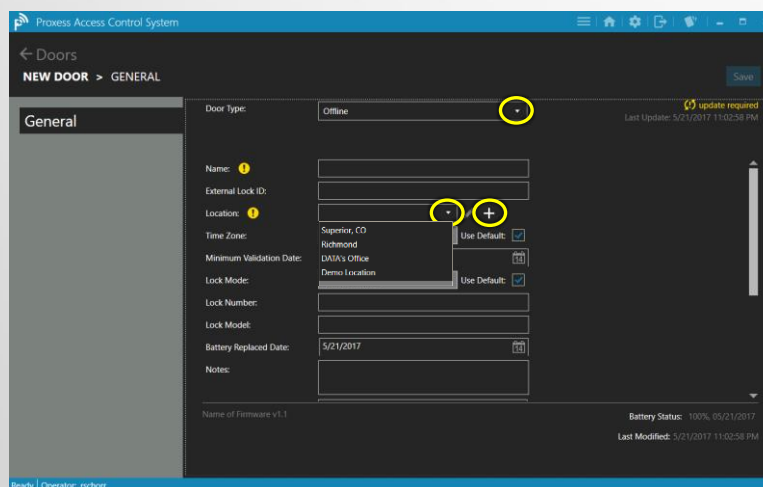 Proxess Access Control System
Doors
NEW DOOR > GENERAL
Save
General
Door Type: Offline
update required
Last Update: 5/21/2017 11:02:58 PM
Name:
External Lock ID:
Location:
Superior, CO
Richmond
DATA's Office
Demo Location
Time Zone: Use Default:
Minimum Validation Date: 14
Lock Mode: Use Default:
Lock Number:
Lock Model:
Battery Replaced Date: 5/21/2017 14
Notes:
Name of Firmware v1.1
Battery Status: 100%, 05/21/2017
Last Modified: 5/21/2017 11:02:58 PM
Ready Operator: rschorr